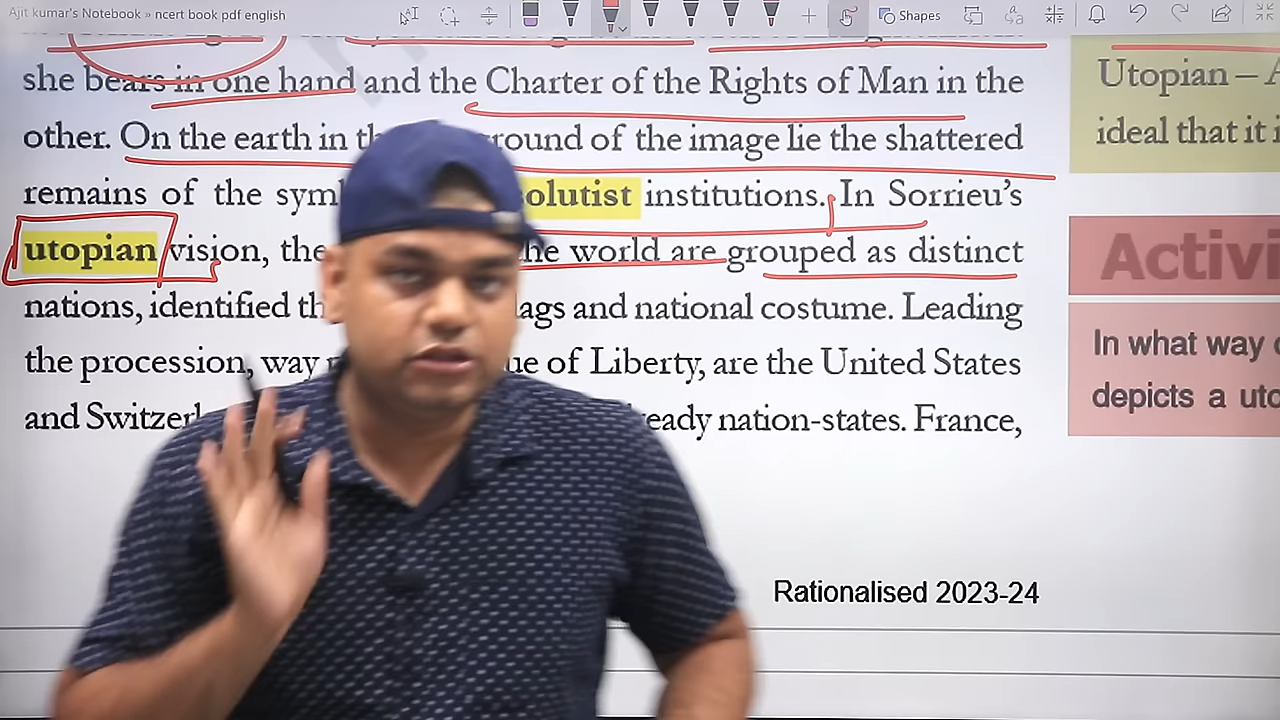 Ajit kumar's Notebook » ncert book pdf english
Shapes
she bears in one hand and the Charter of the Rights of Man in the
other. On the earth in th round of the image lie the shattered
remains of the sym solutist institutions. In Sorrieu's
utopian vision, the he world are grouped as distinct
nations, identified th ags and national costume. Leading
the procession, way ue of Liberty, are the United States
and Switzerl eady nation-states. France,
Utopian – A
ideal that it i
Activi
In what way
depicts a uto
Rationalised 2023-24